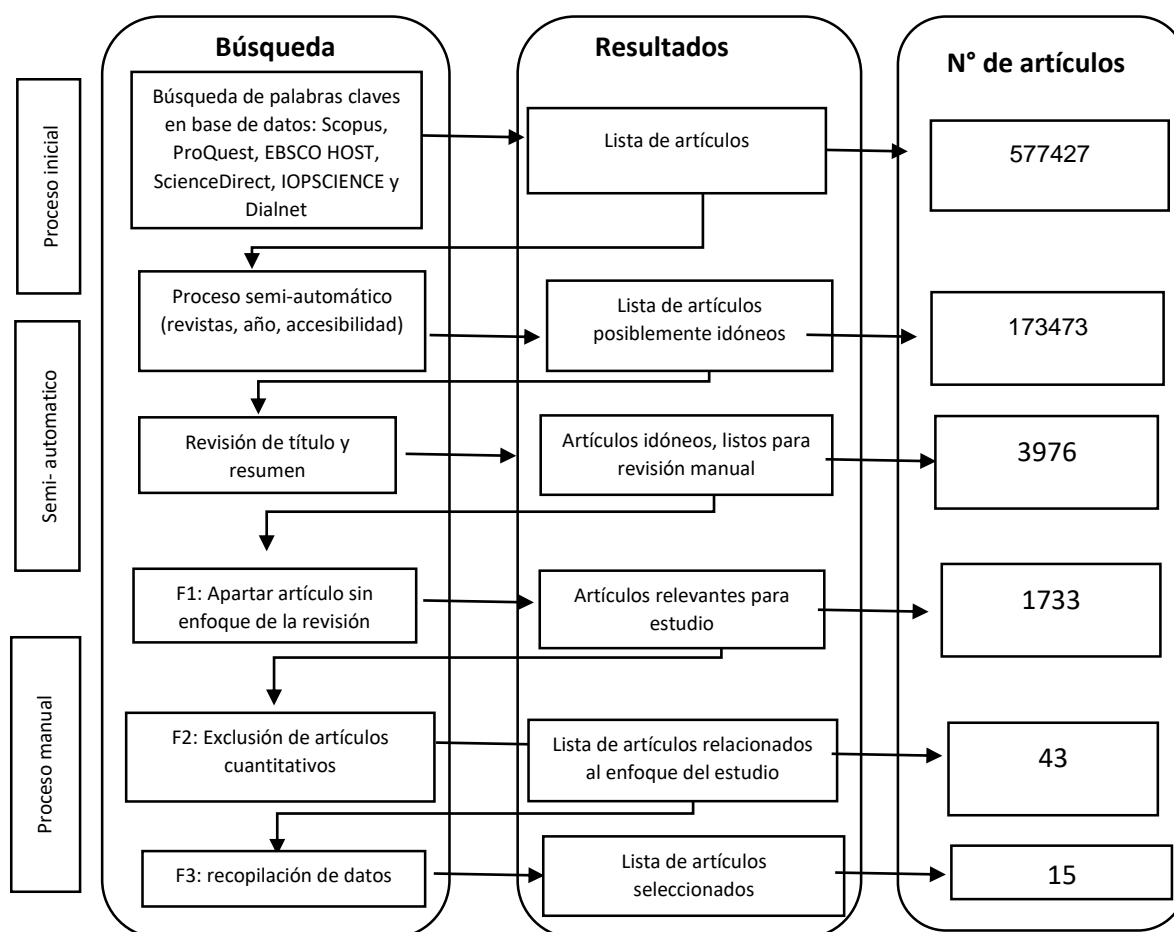 Búsqueda
Resultados
N° de artículos
Proceso inicial
Búsqueda de palabras claves
en base de datos: Scopus,
ProQuest, EBSCO HOST,
ScienceDirect, IOPSCIENCE y
Dialnet
Lista de artículos
577427
Semi- automatico
Proceso semi-automático
(revistas, año, accesibilidad)
Lista de artículos
posiblemente idóneos
173473
Revisión de título y
resumen
Artículos idóneos, listos para
revisión manual
3976
F1: Apartar artículo sin
enfoque de la revisión
Artículos relevantes para
estudio
1733
Proceso manual
F2: Exclusión de artículos
cuantitativos
Lista de artículos relacionados
al enfoque del estudio
43
F3: recopilación de datos
Lista de artículos
seleccionados
15